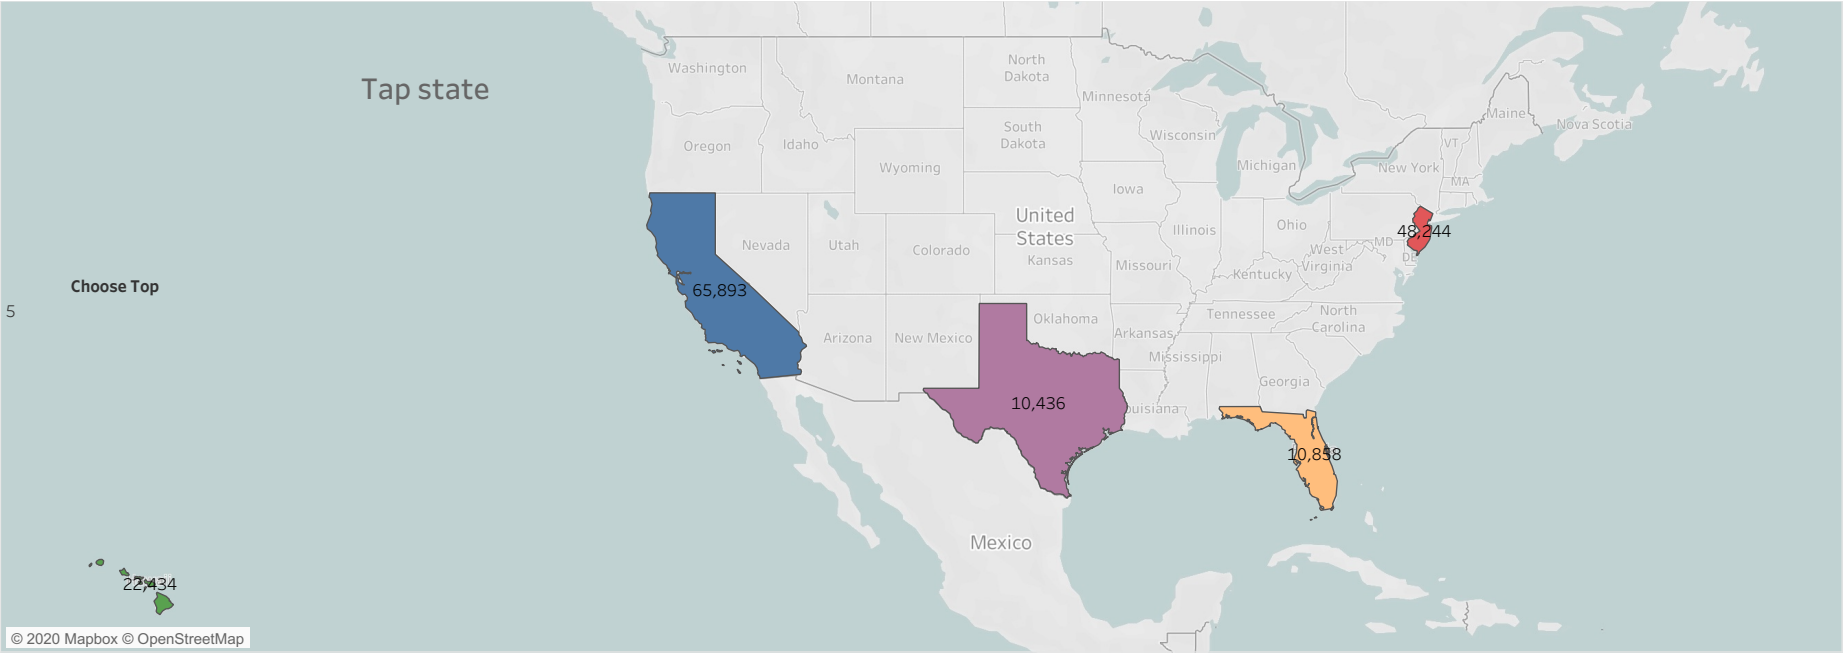 Washington
Montana
North
Dakota
Minnesota
Tap state
Oregon
Idaho
South
Dakota
Wisconsin
Maine
Nova Scotia
Wyoming
Michigan
New York
VT
MA
Iowa
United
States
Nevada
Utah
Colorado
Kansas
Illinois
Ohio
48,244
MD
DE
West
Virginia
Missouri
Kentucky
Choose Top
65,893
5
Arizona
New Mexico
Oklahoma
Arkansas
Tennessee
North
Carolina
Mississippi
Georgia
10,436
ouisiana
10,858
Mexico
22,434
© 2020 Mapbox © OpenStreetMap